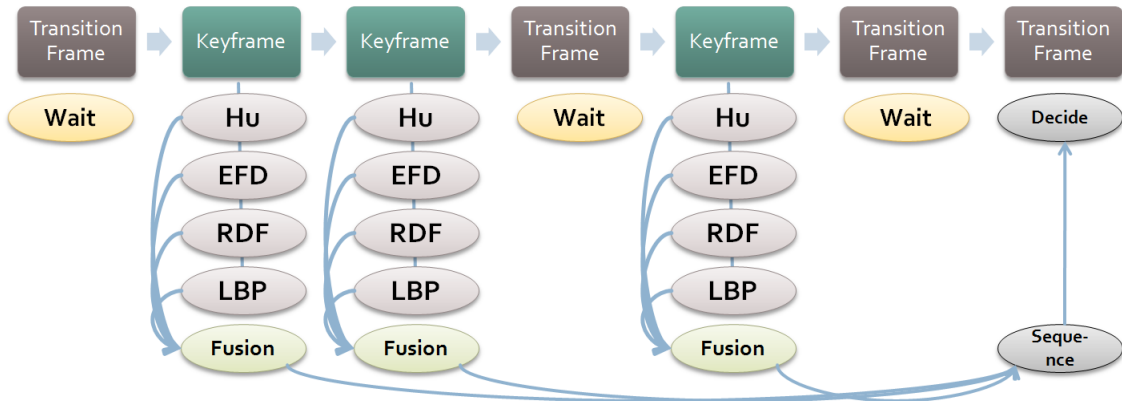 Transition
Frame
Keyframe
Keyframe
Transition
Frame
Keyframe
Transition
Frame
Transition
Frame
Wait
Hu
Hu
Wait
Hu
Wait
Decide
EFD
EFD
EFD
RDF
RDF
RDF
LBP
LBP
LBP
Fusion
Fusion
Fusion
Seque-
nce